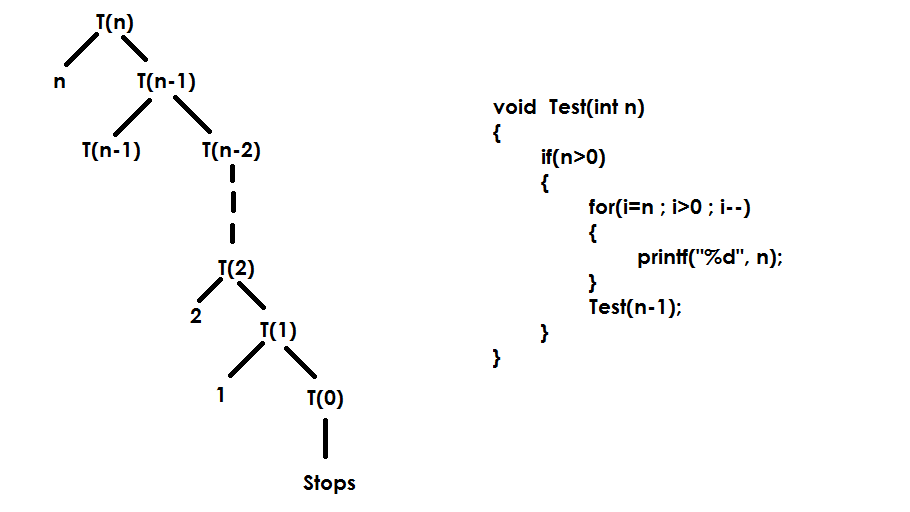 T(n)
n
T(n-1)
T(n-1)
T(n-2)
T(2)
2
T(1)
1
T(0)
Stops
void Test(int n)
{
if(n>0)
{
for(i=n ; i>0 ; i--)
{
printf("%d", n);
}
Test(n-1);
}
}